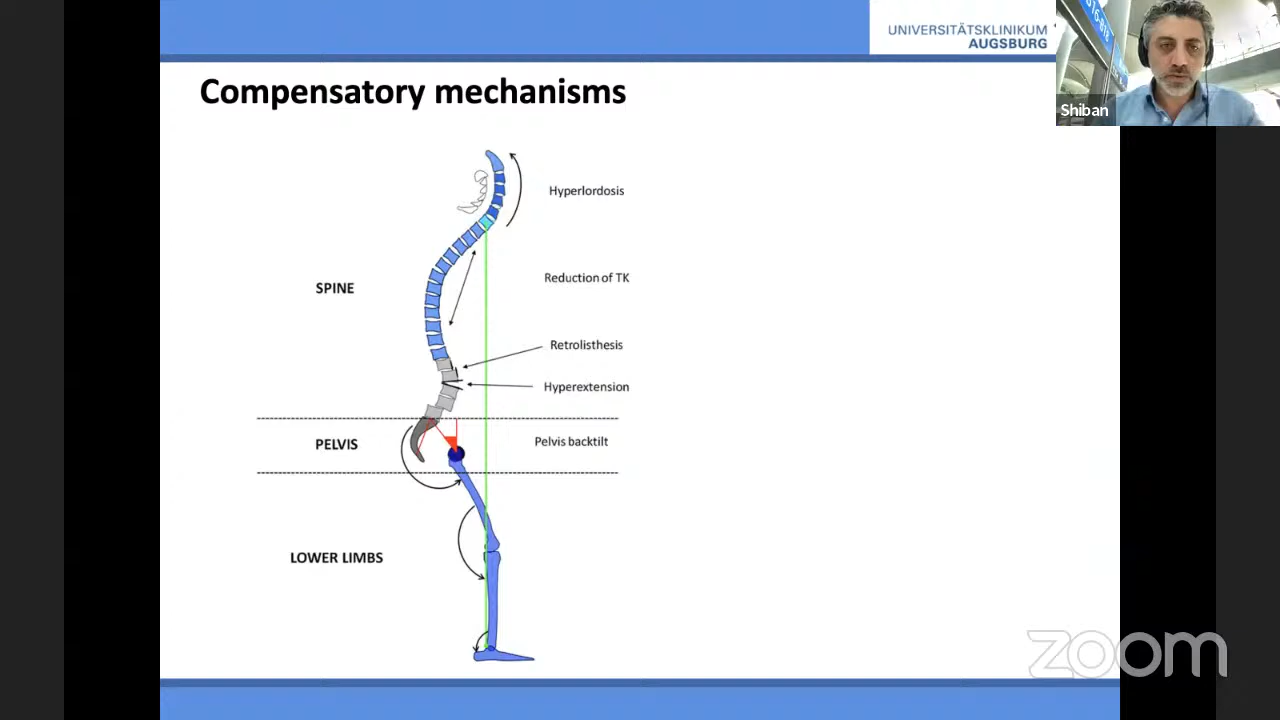 UNIVERSITÄTSKLINIKUM
AUGSBURG
Shiban
Compensatory mechanisms
Hyperlordosis
Reduction of TK
SPINE
Retrolisthesis
Hyperextension
PELVIS
Pelvis backtilt
LOWER LIMBS
zoom